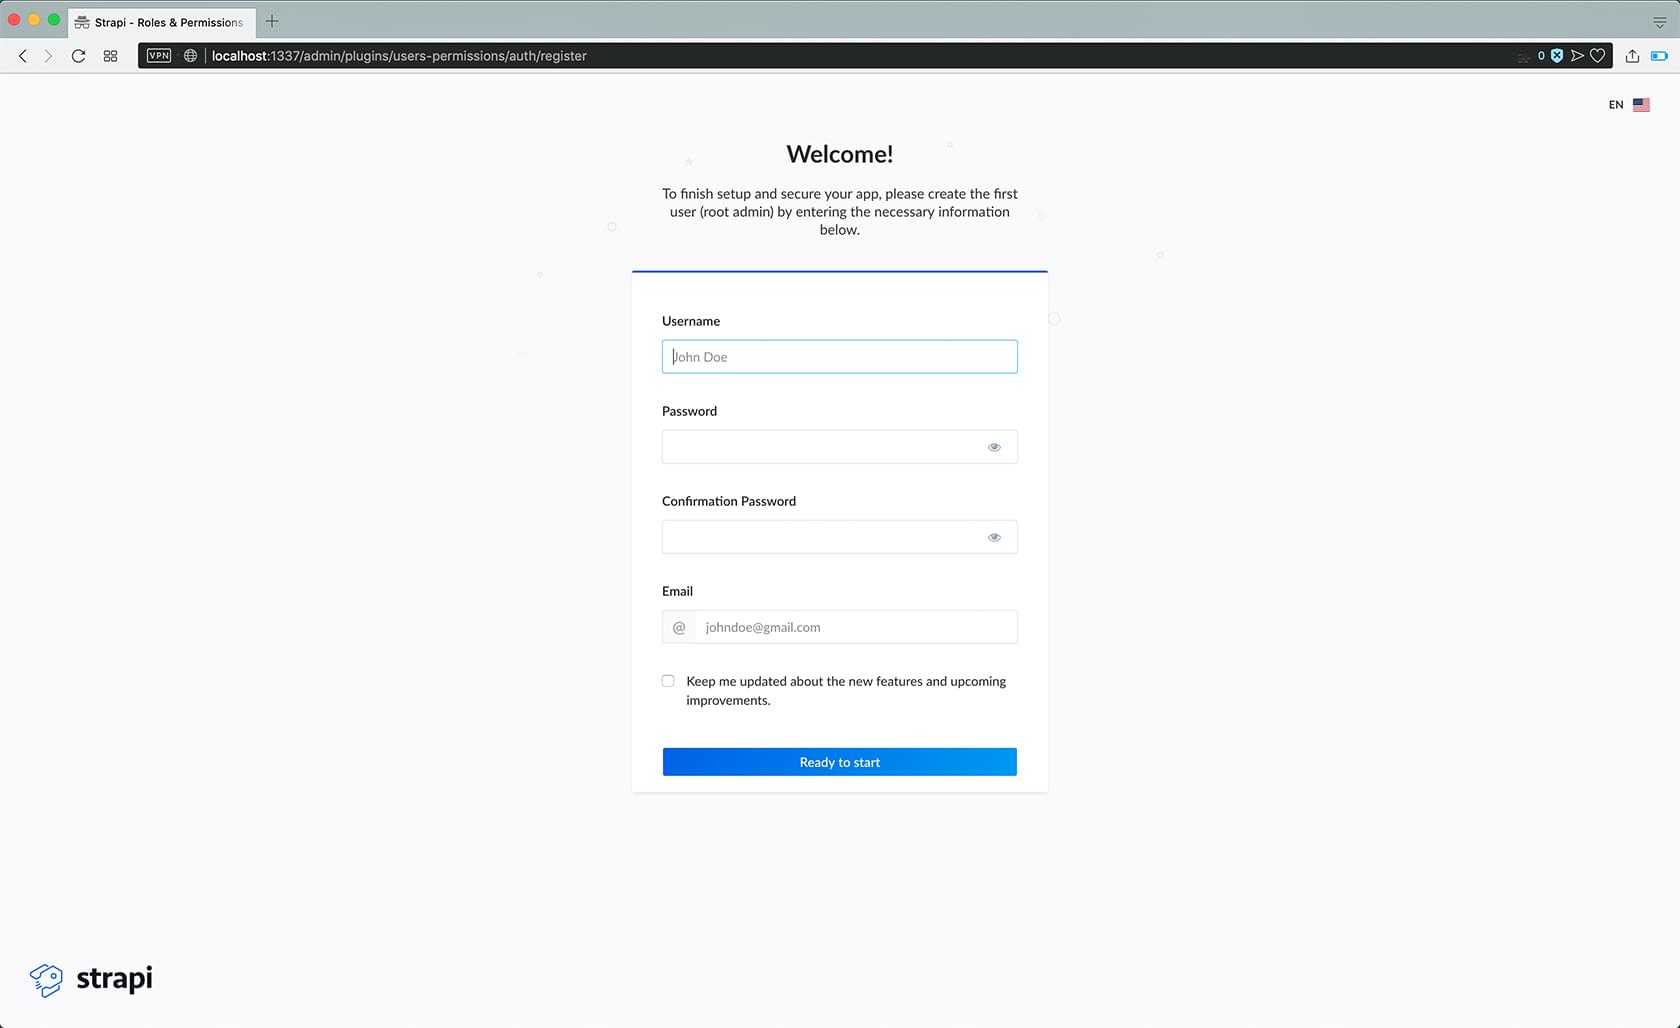 Strapi - Roles & Permissions
VPN
localhost:1337/admin/plugins/users-permissions/auth/register
0
EN
Welcome!
To finish setup and secure your app, please create the first
user (root admin) by entering the necessary information
below.
Username
John Doe
Password
Confirmation Password
Email
@ johndoe@gmail.com
Keep me updated about the new features and upcoming
improvements.
Ready to start
strapi